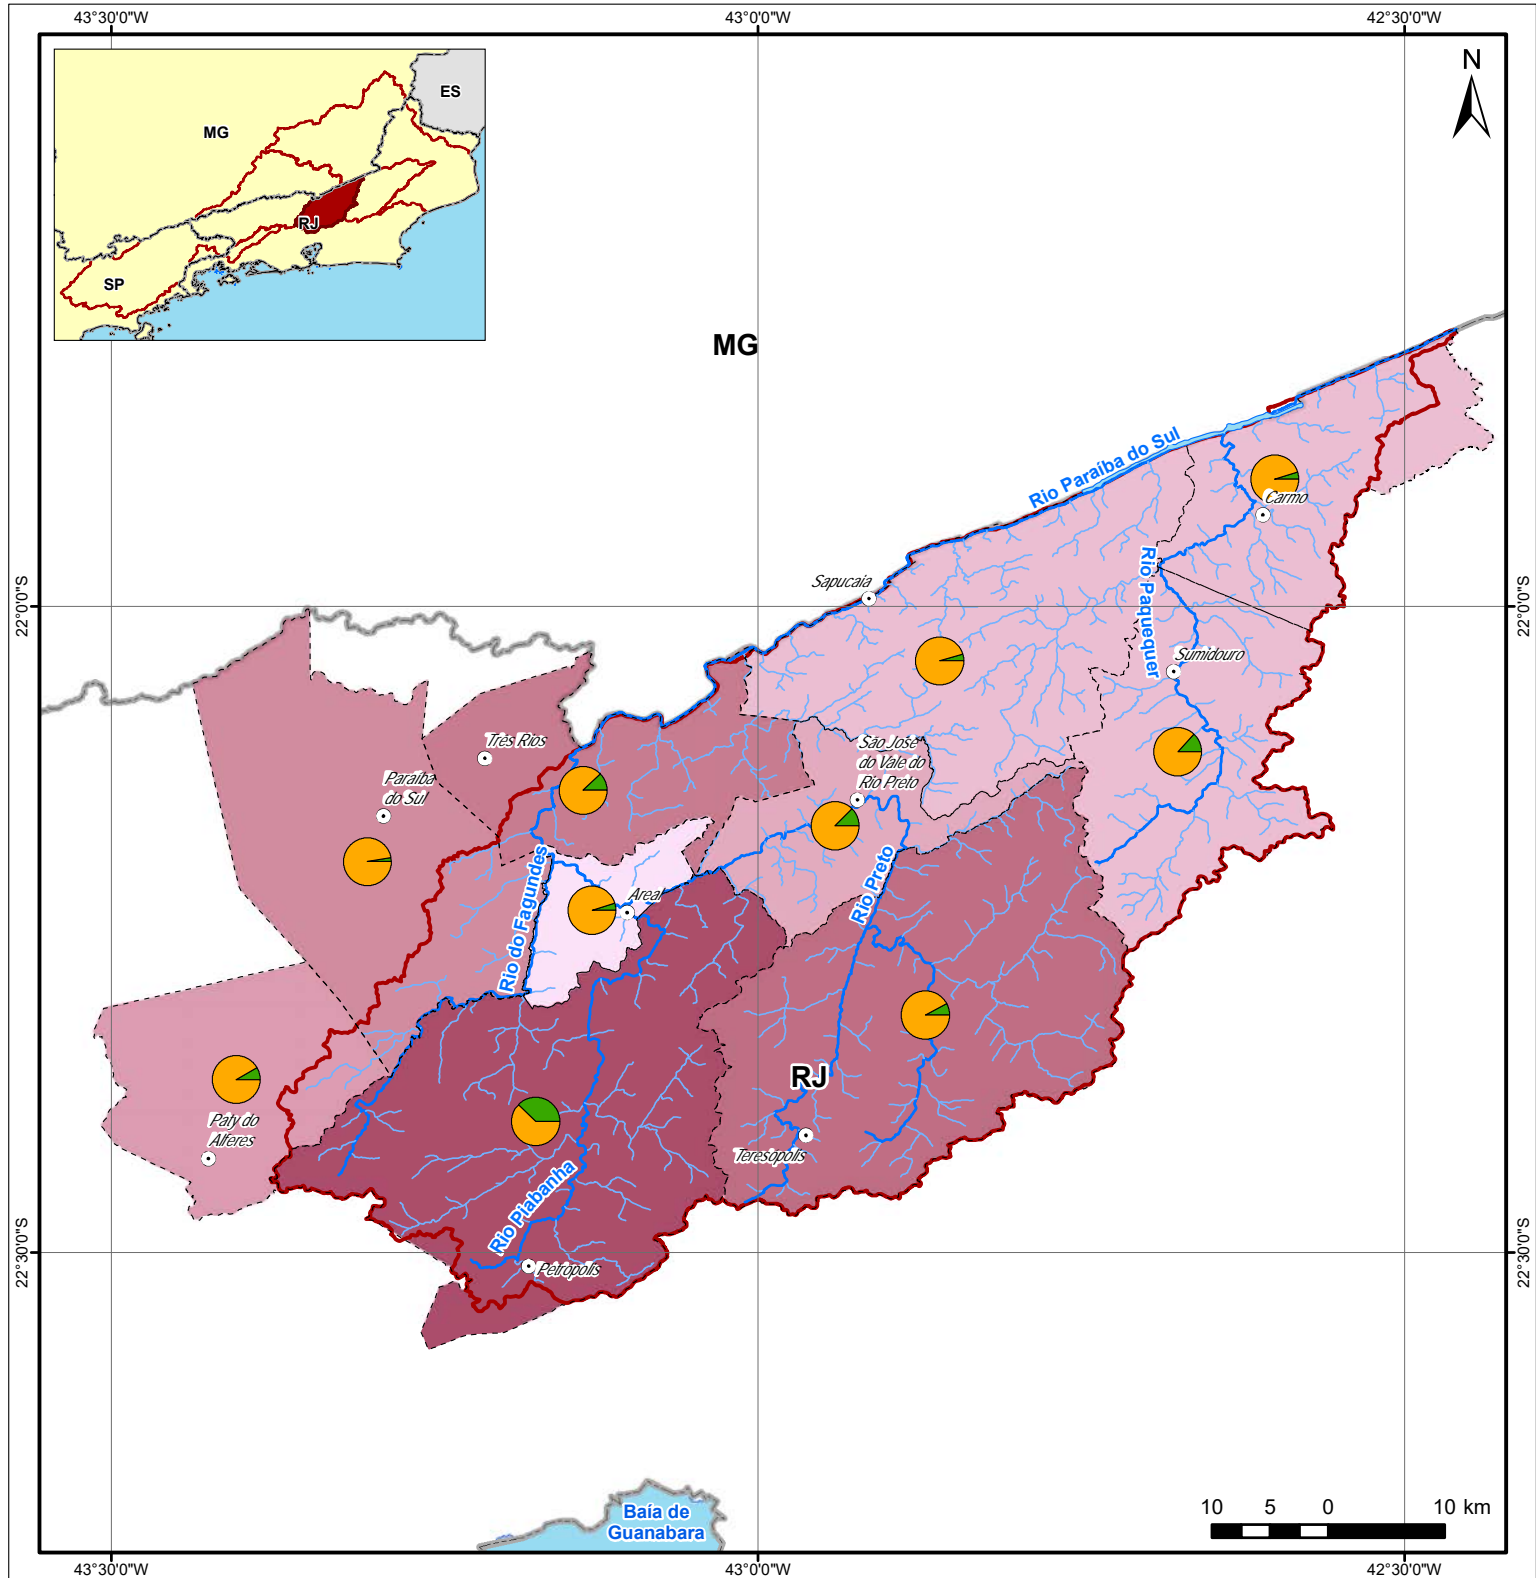 43°30'0"W
43°0'0"W
42°30'0"W
ES
MG
RJ
SP
N
MG
Rio Paraíba do Sul
Carmo
Rio Paquequer
22°0'0"S
22°0'0"S
Sapucaia
Sumidouro
Três Rios
São José
do Vale do
Rio Preto
Paraíba
do Sul
Rio do Fagundes
Areal
Rio Preto
RJ
Paty do
Alferes
Teresópolis
Rio Piabanha
Petrópolis
22°30'0"S
22°30'0"S
Baía de
Guanabara
10 5 0 10 km
43°30'0"W
43°0'0"W
42°30'0"W